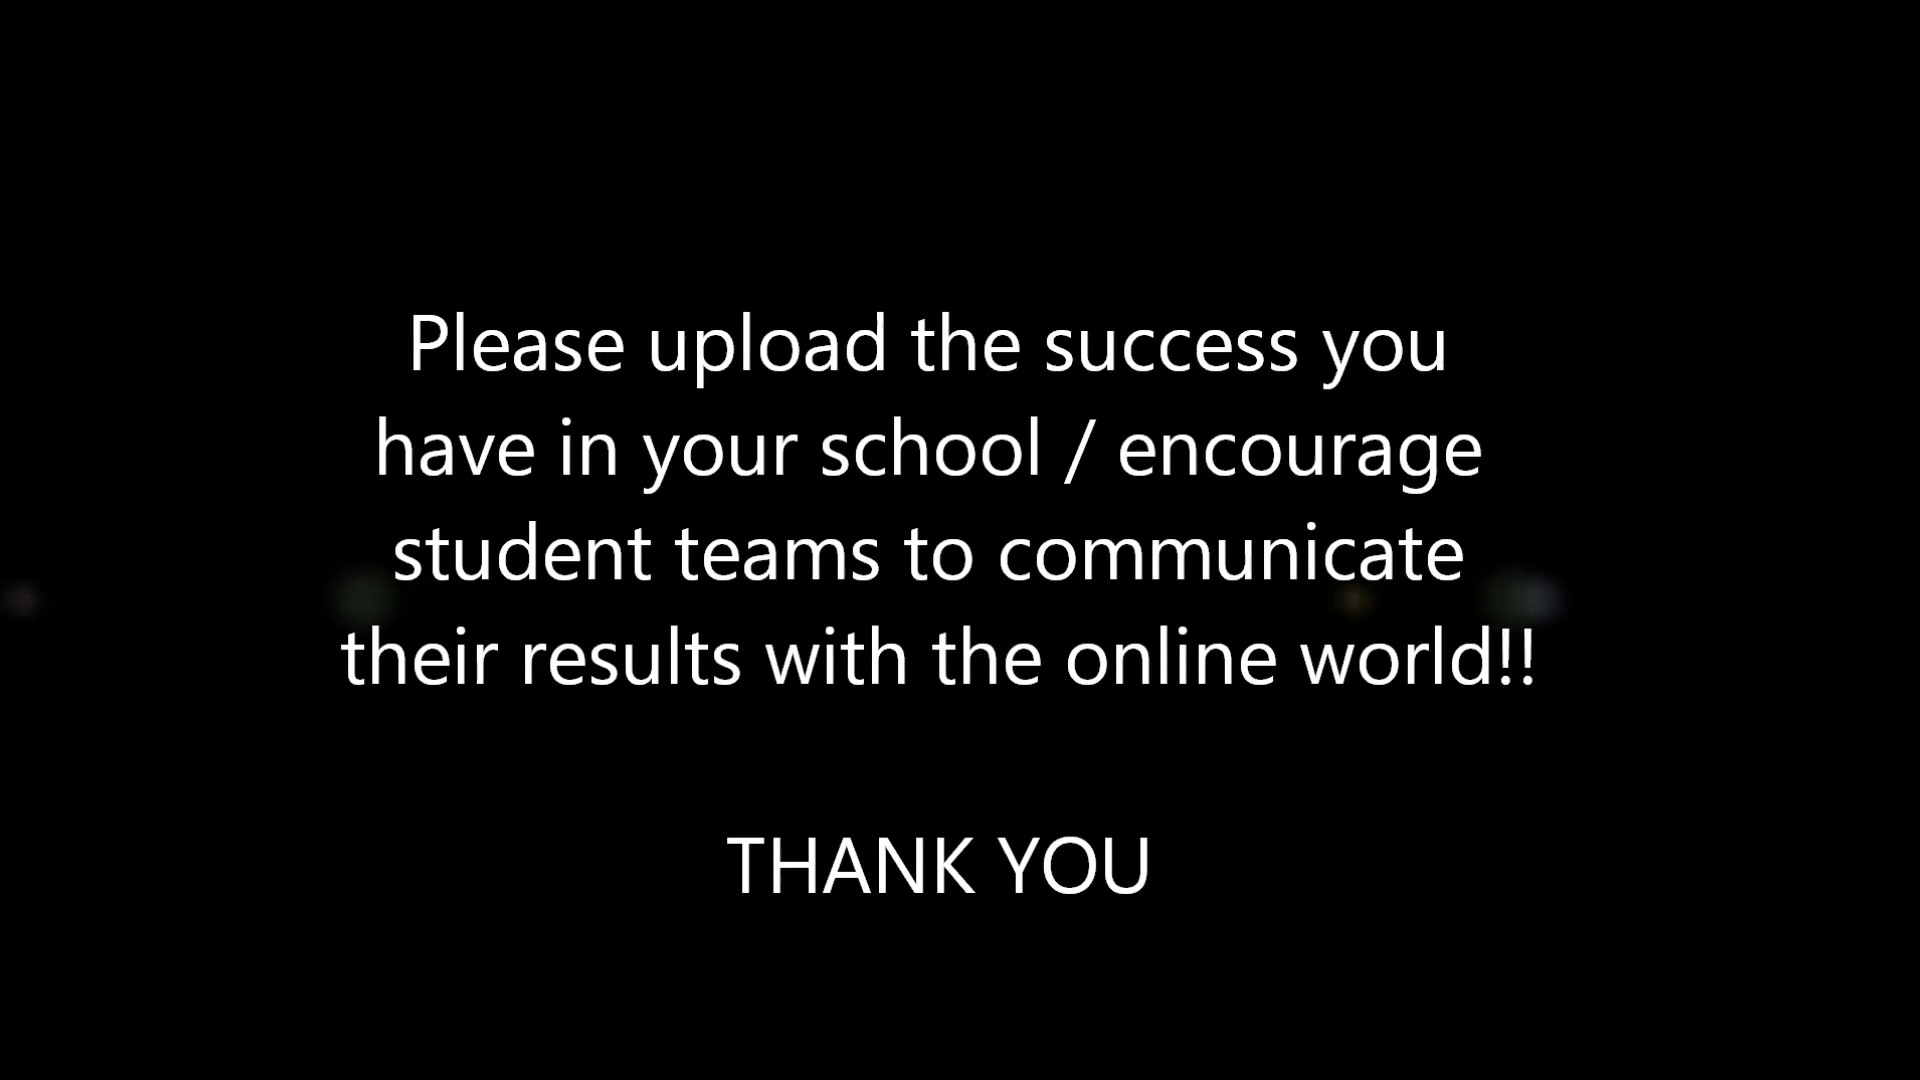 Please upload the success you
have in your school / encourage
student teams to communicate
their results with the online world!!
THANK YOU